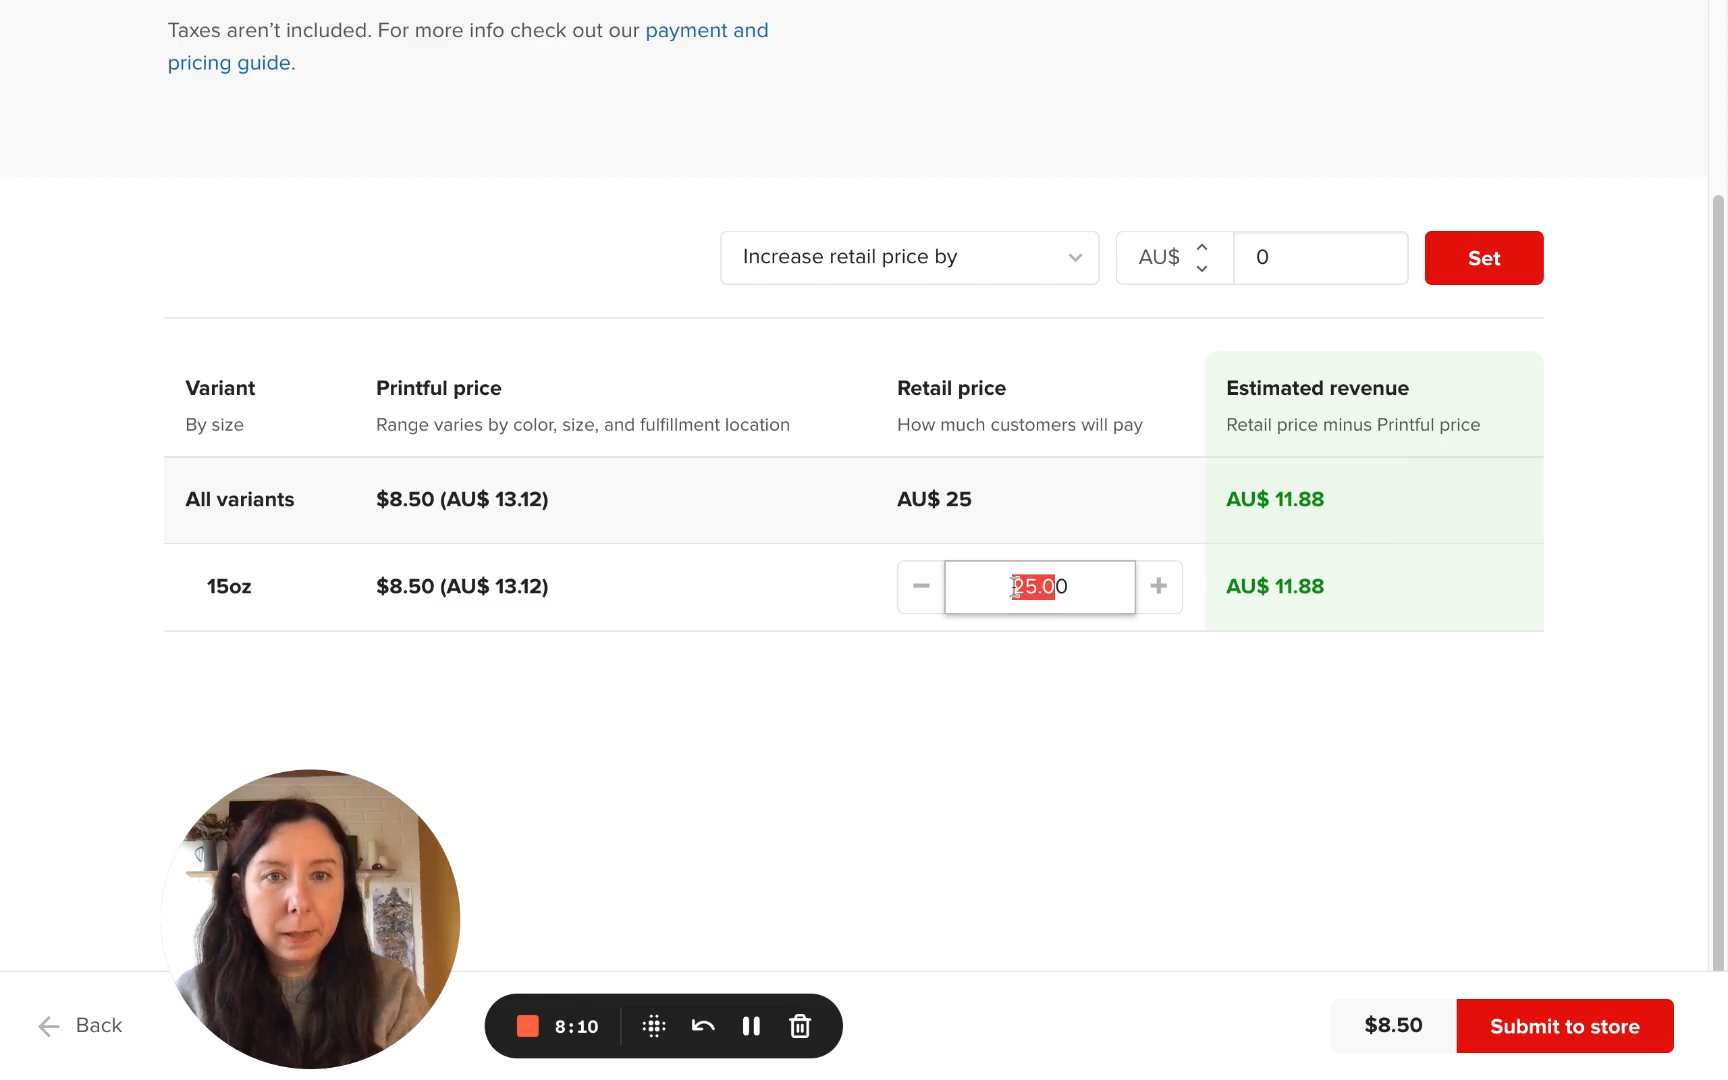 Taxes aren’t included. For more info check out our payment and
pricing guide.
Increase retail price by
AU$
0
Set
Variant
By size
Printful price
Range varies by color, size, and fulfillment location
Retail price
How much customers will pay
Estimated revenue
Retail price minus Printful price
All variants
$8.50 (AU$ 13.12)
AU$ 25
AU$ 11.88
15oz
$8.50 (AU$ 13.12)
25.00
AU$ 11.88
Back
8:10
$8.50
Submit to store